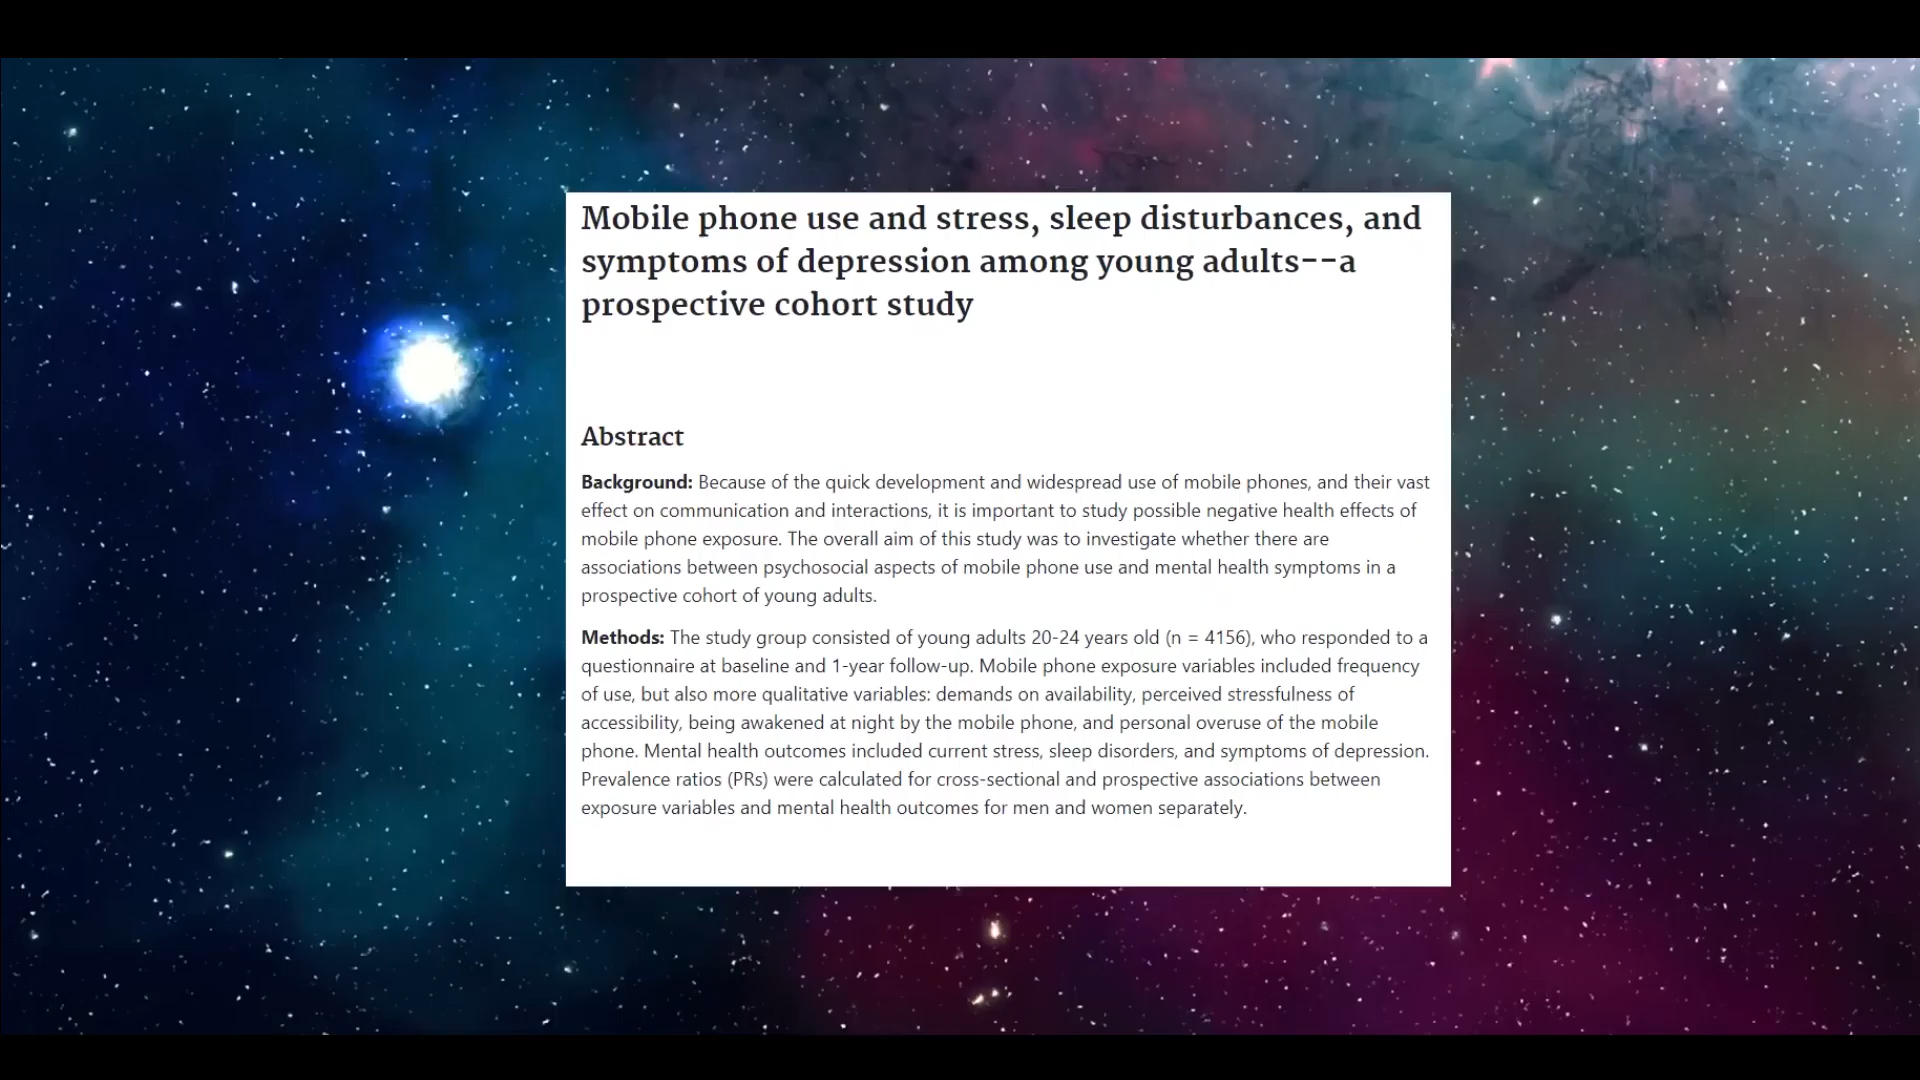 Mobile phone use and stress, sleep disturbances, and
symptoms of depression among young adults--a
prospective cohort study
Abstract
Background: Because of the quick development and widespread use of mobile phones, and their vast
effect on communication and interactions, it is important to study possible negative health effects of
mobile phone exposure. The overall aim of this study was to investigate whether there are
associations between psychosocial aspects of mobile phone use and mental health symptoms in a
prospective cohort of young adults.
Methods: The study group consisted of young adults 20-24 years old (n = 4156), who responded to a
questionnaire at baseline and 1-year follow-up. Mobile phone exposure variables included frequency
of use, but also more qualitative variables: demands on availability, perceived stressfulness of
accessibility, being awakened at night by the mobile phone, and personal overuse of the mobile
phone. Mental health outcomes included current stress, sleep disorders, and symptoms of depression.
Prevalence ratios (PRs) were calculated for cross-sectional and prospective associations between
exposure variables and mental health outcomes for men and women separately.